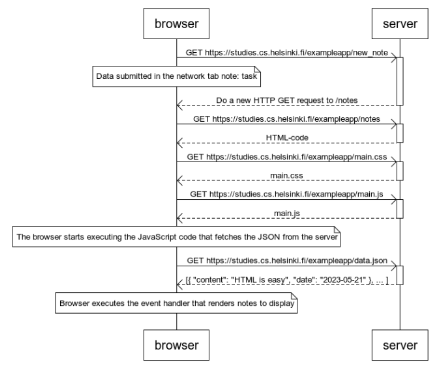 browser
server
GET https://studies.cs.helsinki.fi/exampleapp/new_note
Data submitted in the network tab note: task
Do a new HTTP GET request to /notes
GET https://studies.cs.helsinki.fi/exampleapp/notes
HTML-code
GET https://studies.cs.helsinki.fi/exampleapp/main.css
main.css
GET https://studies.cs.helsinki.fi/exampleapp/main.js
main.js
The browser starts executing the JavaScript code that fetches the JSON from the server
GET https://studies.cs.helsinki.fi/exampleapp/data.json
[{ "content": "HTML is easy", "date": "2023-05-21" }, ... ]
Browser executes the event handler that renders notes to display
browser
server